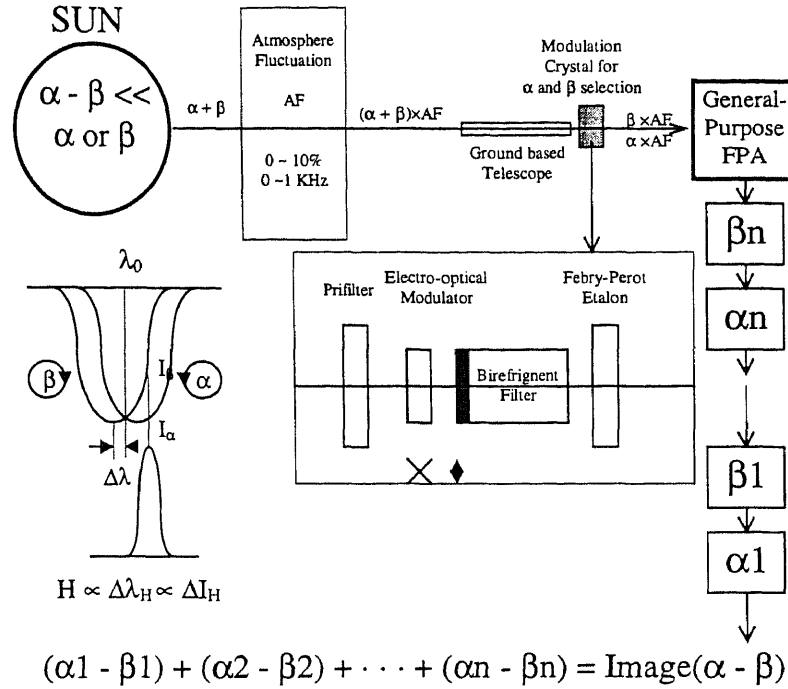 SUN
α - β <<
α or β
α + β
Atmosphere
Fluctuation
AF
0 ~ 10%
0 ~1 KHz
(α + β)×AF
Ground based
Telescope
Modulation
Crystal for
α and β selection
β×AF
α×AF
General-
Purpose
FPA
βn
αn
β1
α1
λ₀
β
α
Iβ
Iα
Δλ
H ∝ Δλ_H ∝ ΔI_H
Prifilter
Electro-optical
Modulator
Febry-Perot
Etalon
Birefrignent
Filter
(α1 - β1) + (α2 - β2) + · · · + (αn - βn) = Image(α - β)